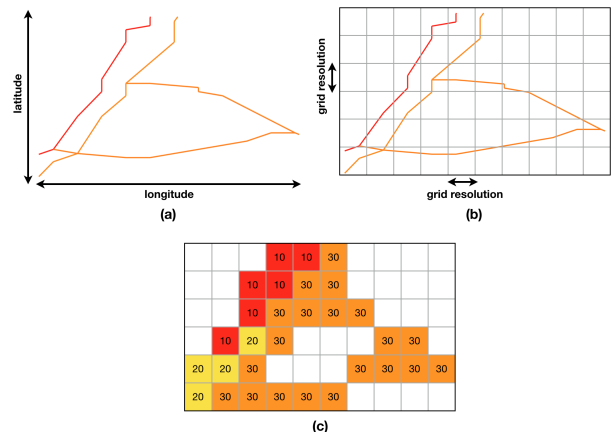 latitude
longitude
(a)
grid resolution
grid resolution
(b)
10 10 30
10 10 30 30
10 30 30 30 30
10 20 30 30 30
20 20 30 30 30 30 30
20 30 30 30 30 30
(c)